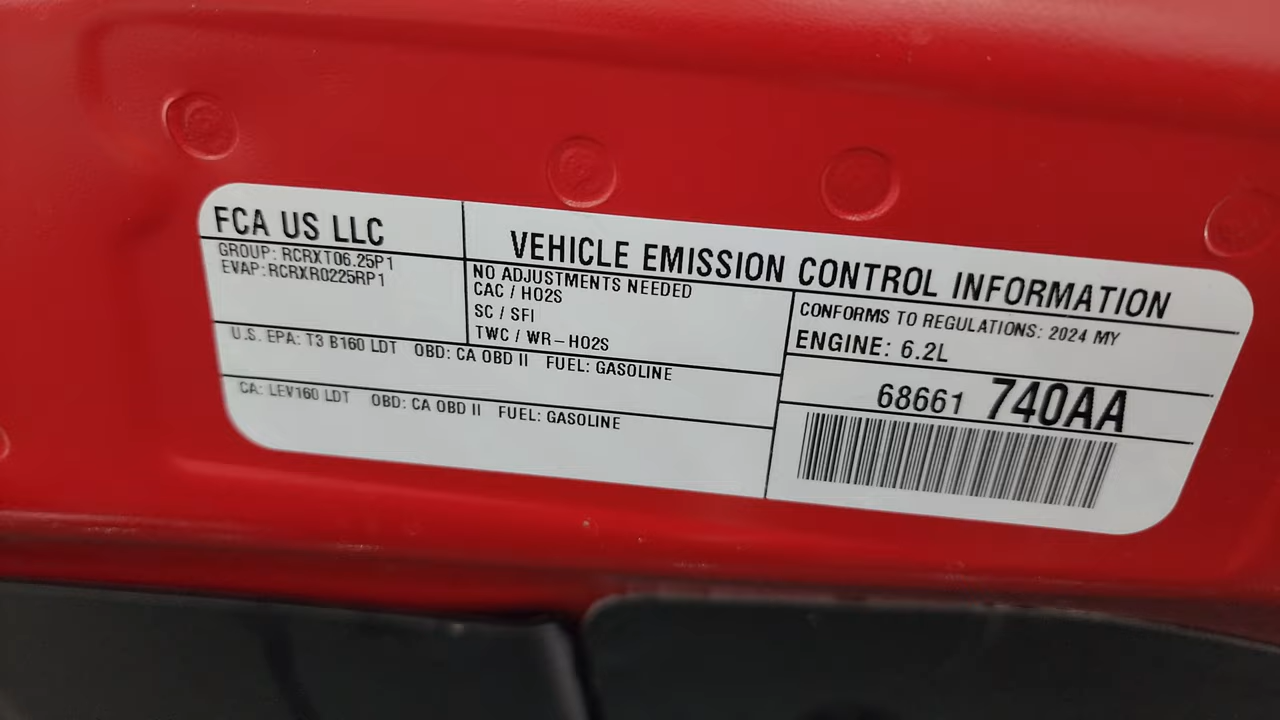 FCA US LLC
GROUP: RCRXT06.25P1
EVAP: RCRXR0225RP1
VEHICLE EMISSION CONTROL INFORMATION
NO ADJUSTMENTS NEEDED
CAC / HO2S
SC / SFI
TWC / WR-HO2S
CONFORMS TO REGULATIONS: 2024 MY
ENGINE: 6.2L
U.S. EPA: T3 B160 LDT OBD: CA OBD II FUEL: GASOLINE
CA: LEV160 LDT OBD: CA OBD II FUEL: GASOLINE
68661 740AA